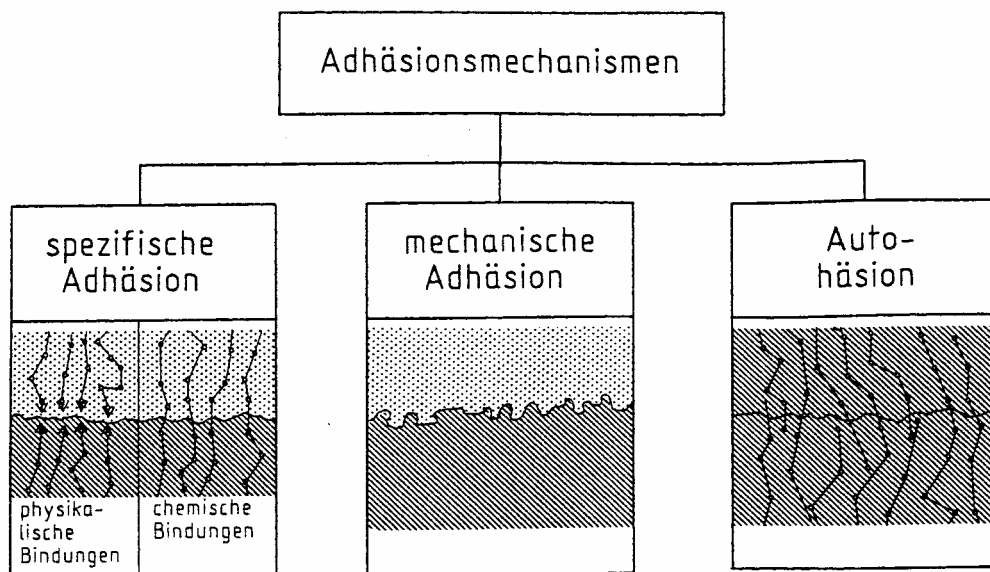 Adhäsionsmechanismen
spezifische
Adhäsion
mechanische
Adhäsion
Auto-
häsion
physika-
lische
Bindungen
chemische
Bindungen